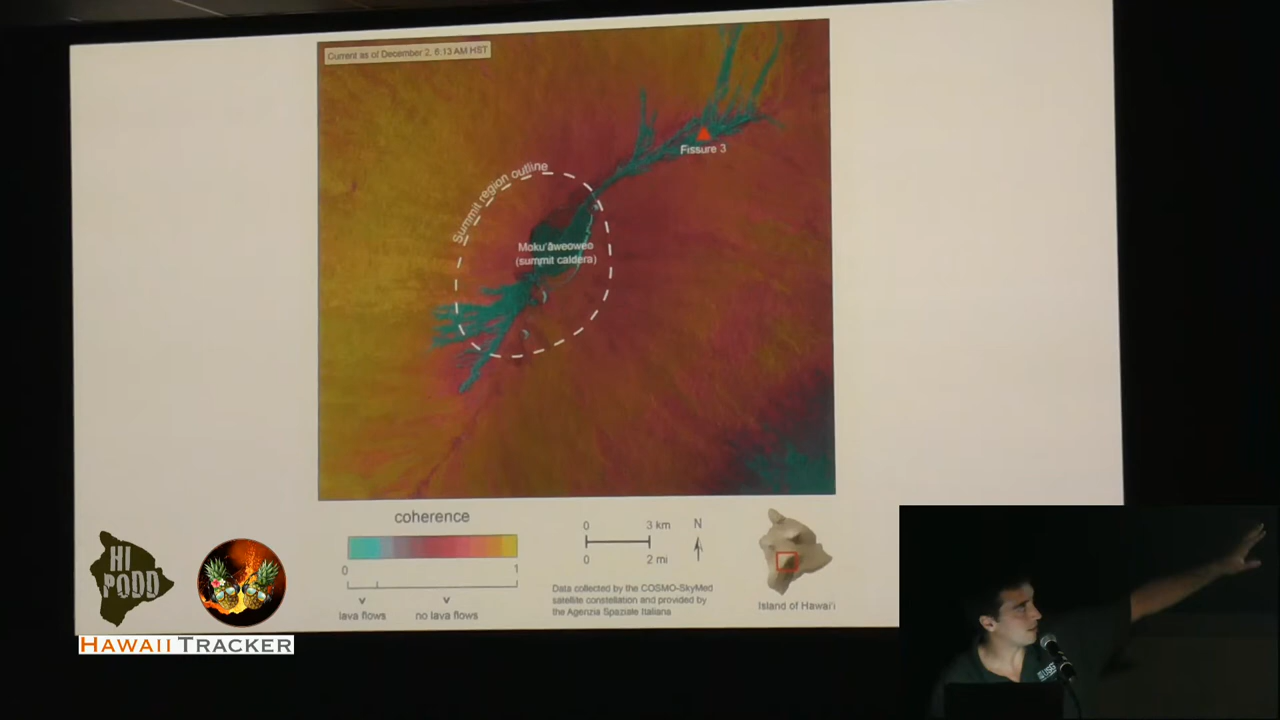 Current as of December 2, 6:13 AM HST
Fissure 3
Summit region outline
Moku'āweoweo
(summit caldera)
coherence
0
1
lava flows
no lava flows
0
3 km
0
2 mi
N
Data collected by the COSMO-SkyMed
satellite constellation and provided by
the Agenzia Spaziale Italiana
Island of Hawai'i
HI
PODD
HAWAII TRACKER
USGS